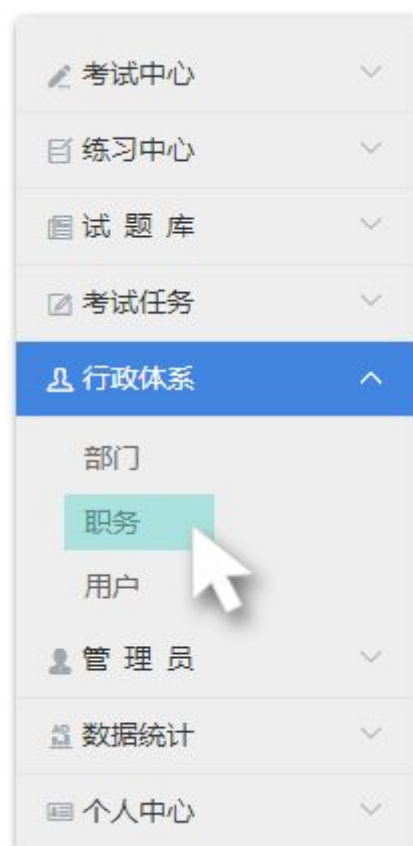 考试中心
练习中心
试 题 库
考试任务
行政体系
部门
职务
用户
管 理 员
数据统计
个人中心